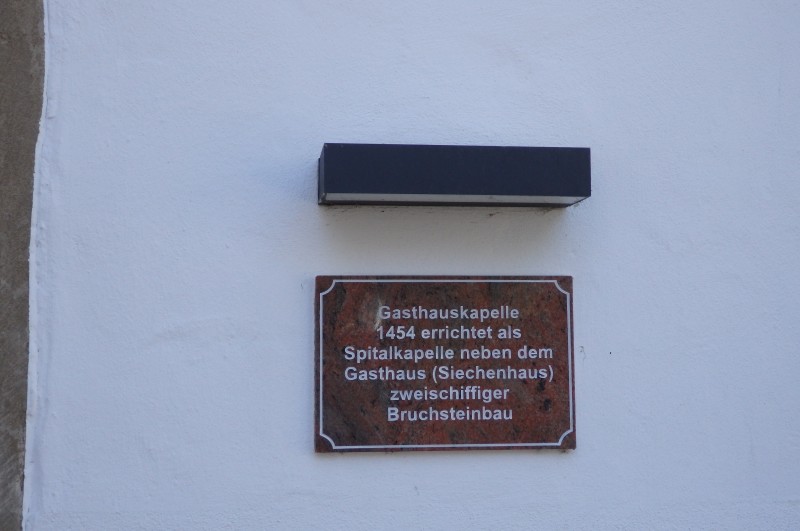 Gasthauskapelle
1454 errichtet als
Spitalkapelle neben dem
Gasthaus (Siechenhaus)
zweischiffiger
Bruchsteinbau